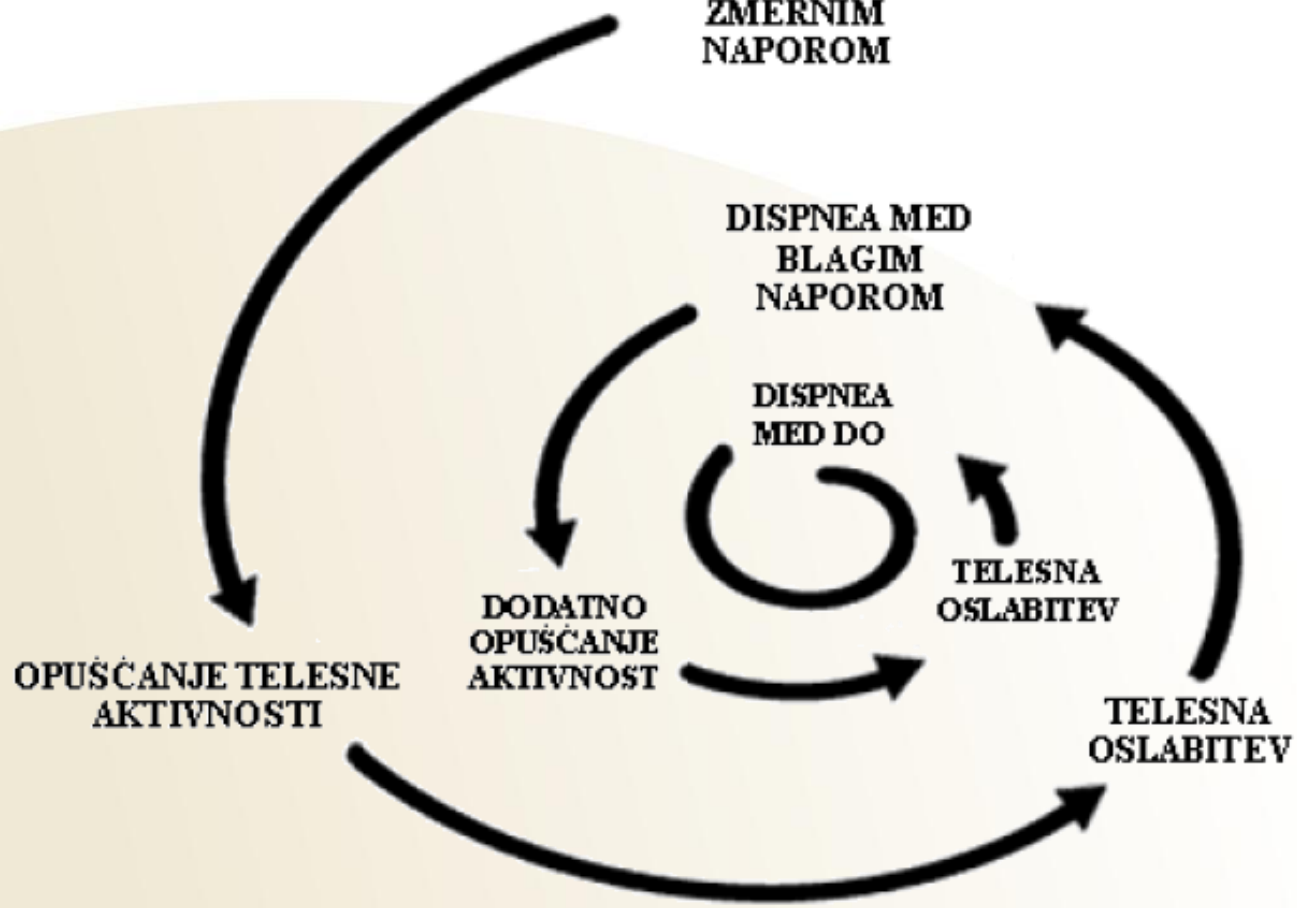 ZMERNIM
NAPOROM
DISPNEA MED
BLAGIM
NAPOROM
DISPNEA
MED DO
TELESNA
OSLABITEV
DODATNO
OPUŠČANJE
AKTIVNOST
OPUŠČANJE TELESNE
AKTIVNOSTI
TELESNA
OSLABITEV